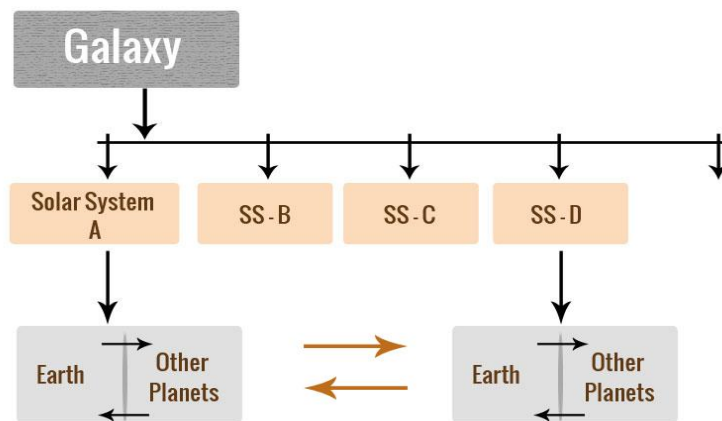 Galaxy
Solar System
A
SS - B
SS - C
SS - D
Earth
Other
Planets
Earth
Other
Planets